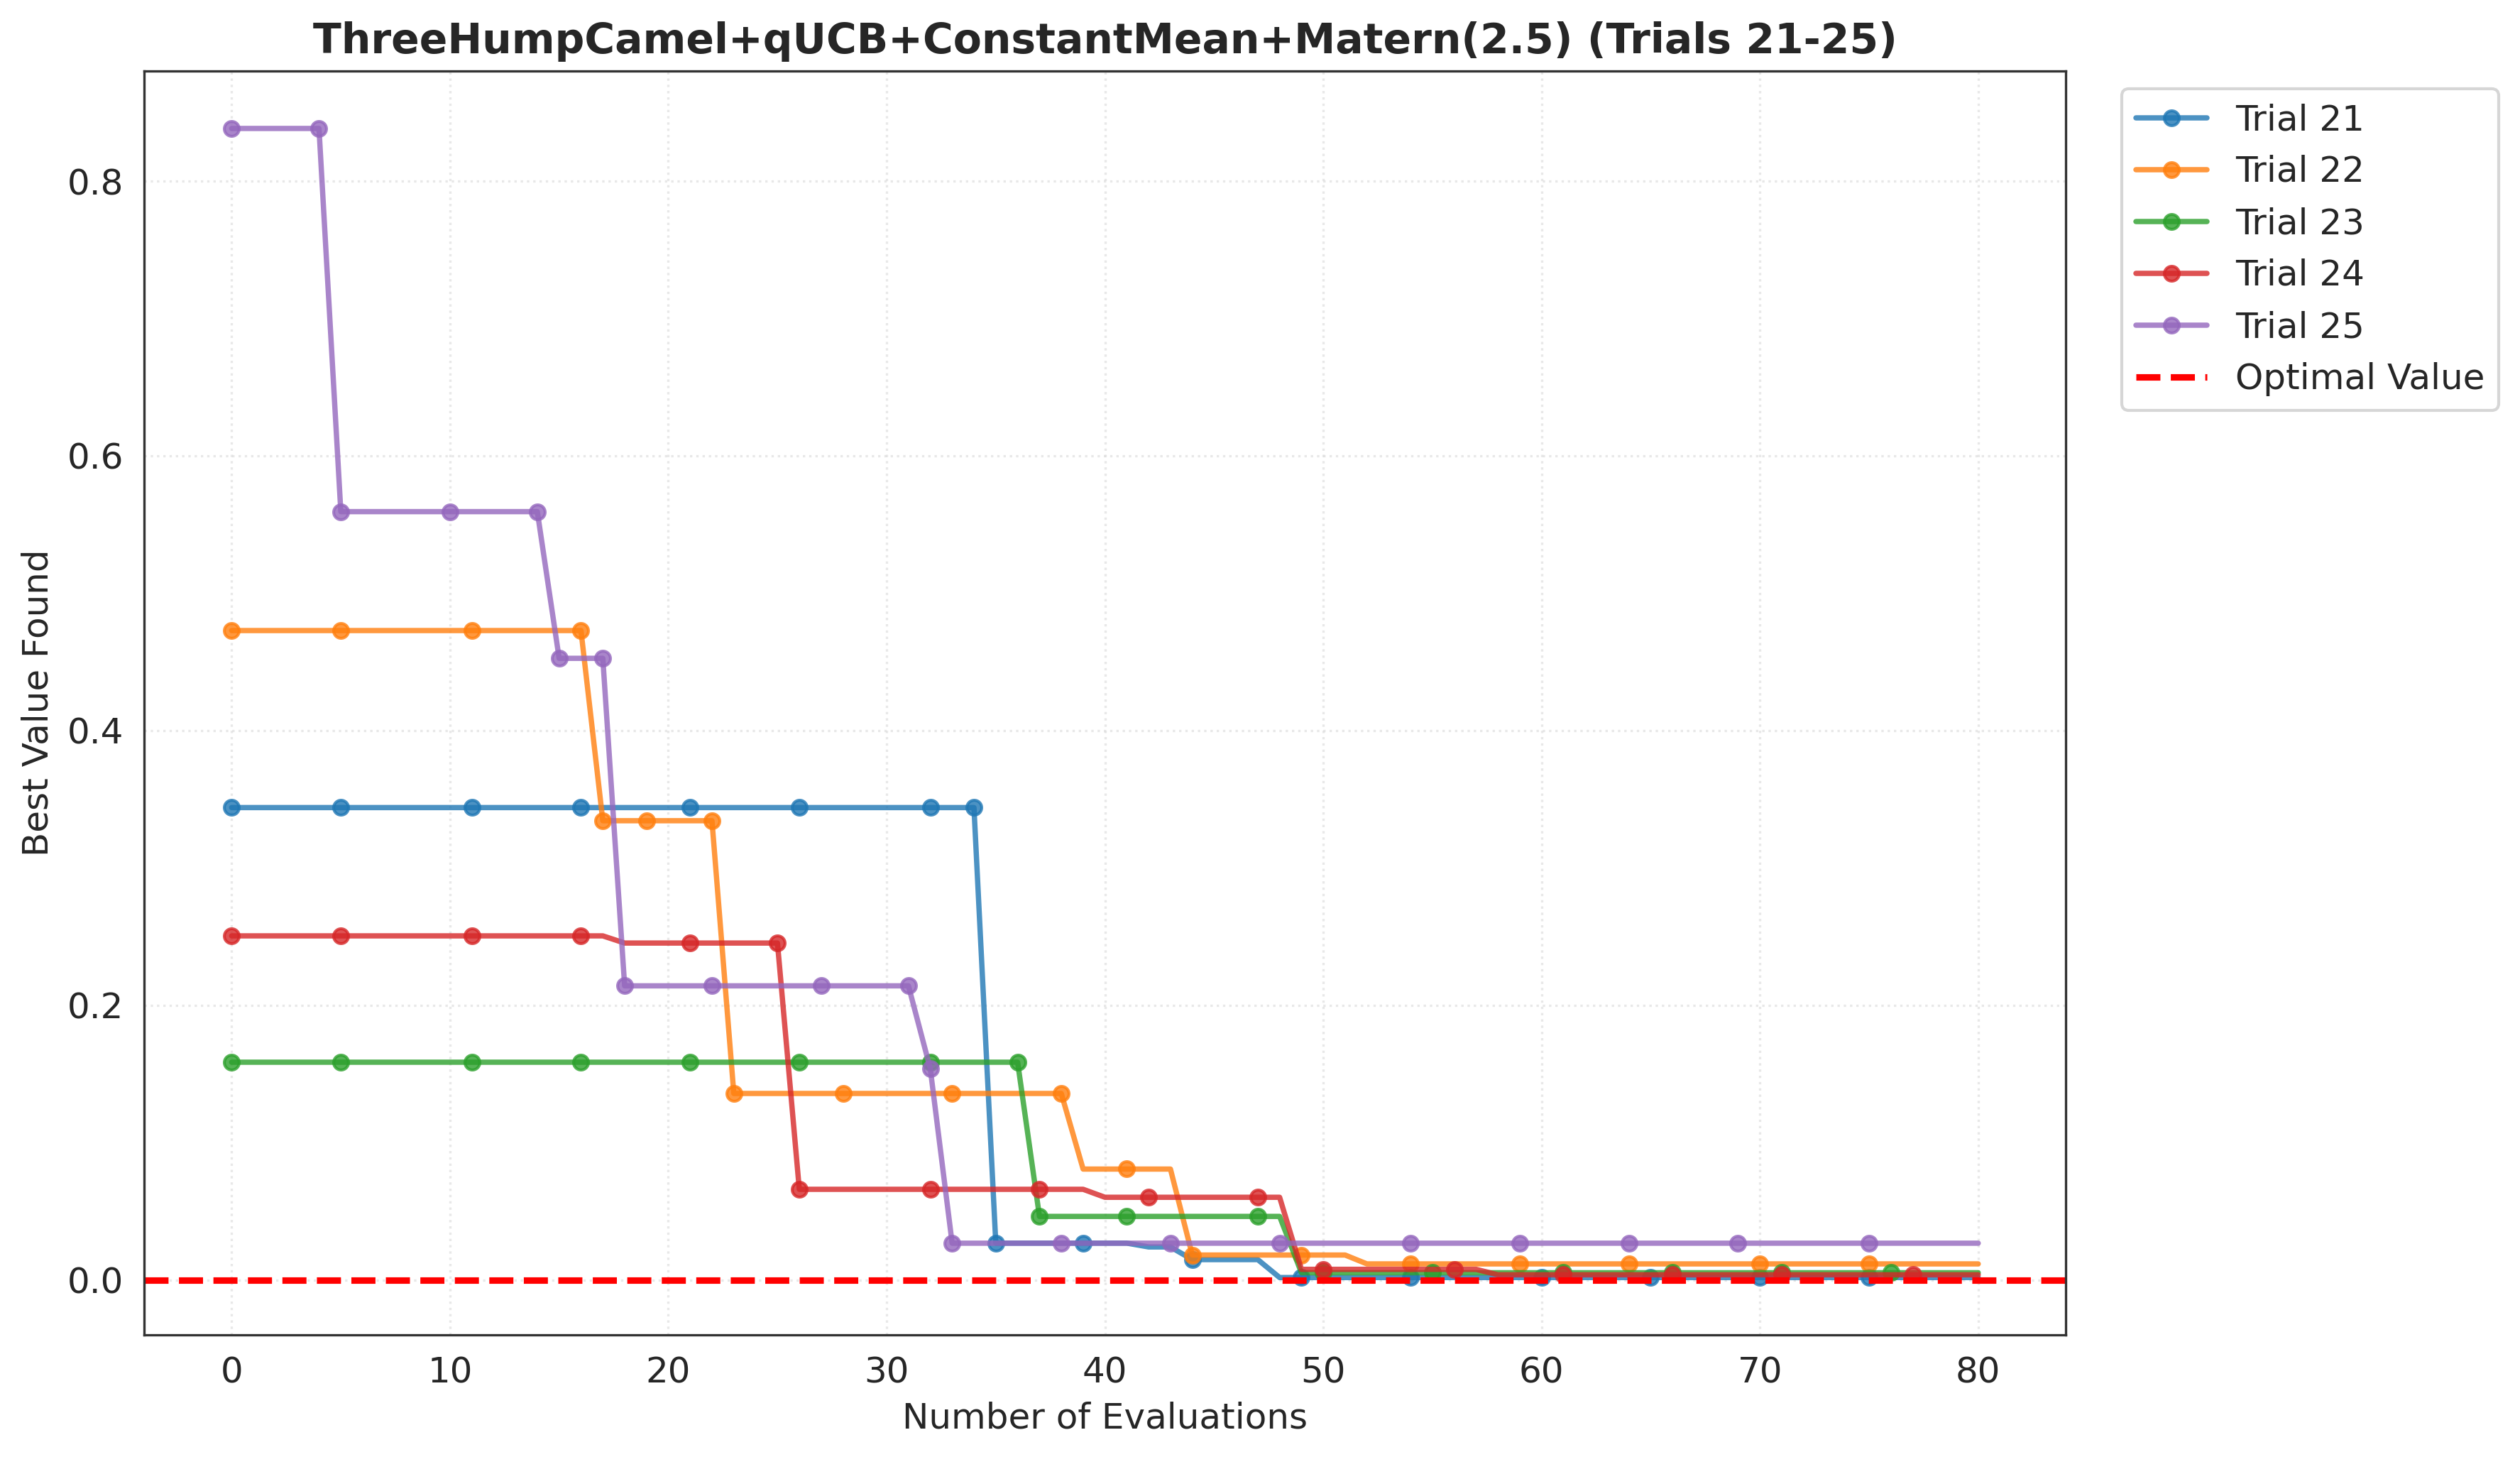 ThreeHumpCamel+qUCB+ConstantMean+Matern(2.5) (Trials 21-25)
Best Value Found
0.8
0.6
0.4
0.2
0.0
0 10 20 30 40 50 60 70 80
Number of Evaluations
Trial 21
Trial 22
Trial 23
Trial 24
Trial 25
Optimal Value